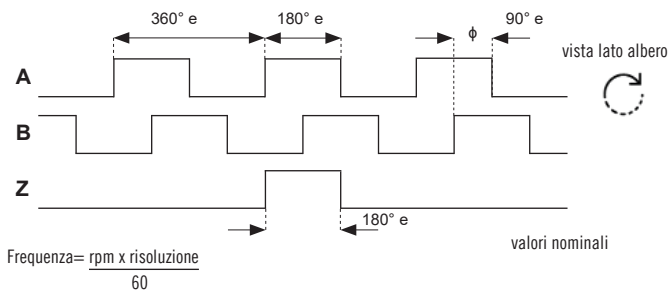 360° e
180° e
ϕ
90° e
vista lato albero
A
B
Z
180° e
valori nominali
Frequenza= rpm x risoluzione
60